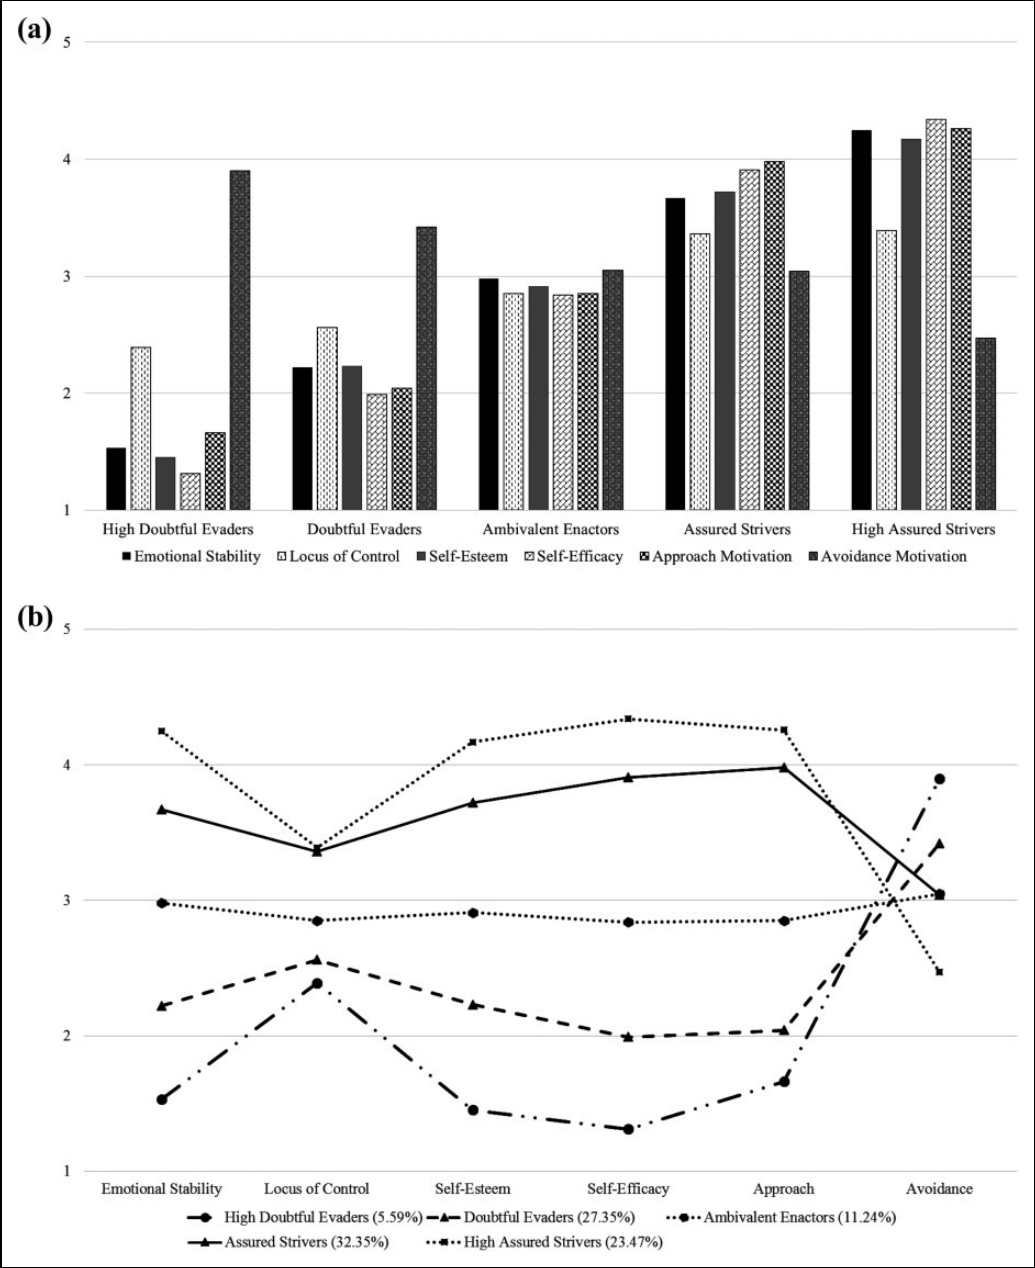 (a)
5
4
3
2
1
High Doubtful Evaders Doubtful Evaders Ambivalent Enactors Assured Strivers High Assured Strivers
Emotional Stability Locus of Control Self-Esteem Self-Efficacy Approach Motivation Avoidance Motivation
(b)
5
4
3
2
1
Emotional Stability Locus of Control Self-Esteem Self-Efficacy Approach Avoidance
High Doubtful Evaders (5.59%) Doubtful Evaders (27.35%) Ambivalent Enactors (11.24%)
Assured Strivers (32.35%) High Assured Strivers (23.47%)